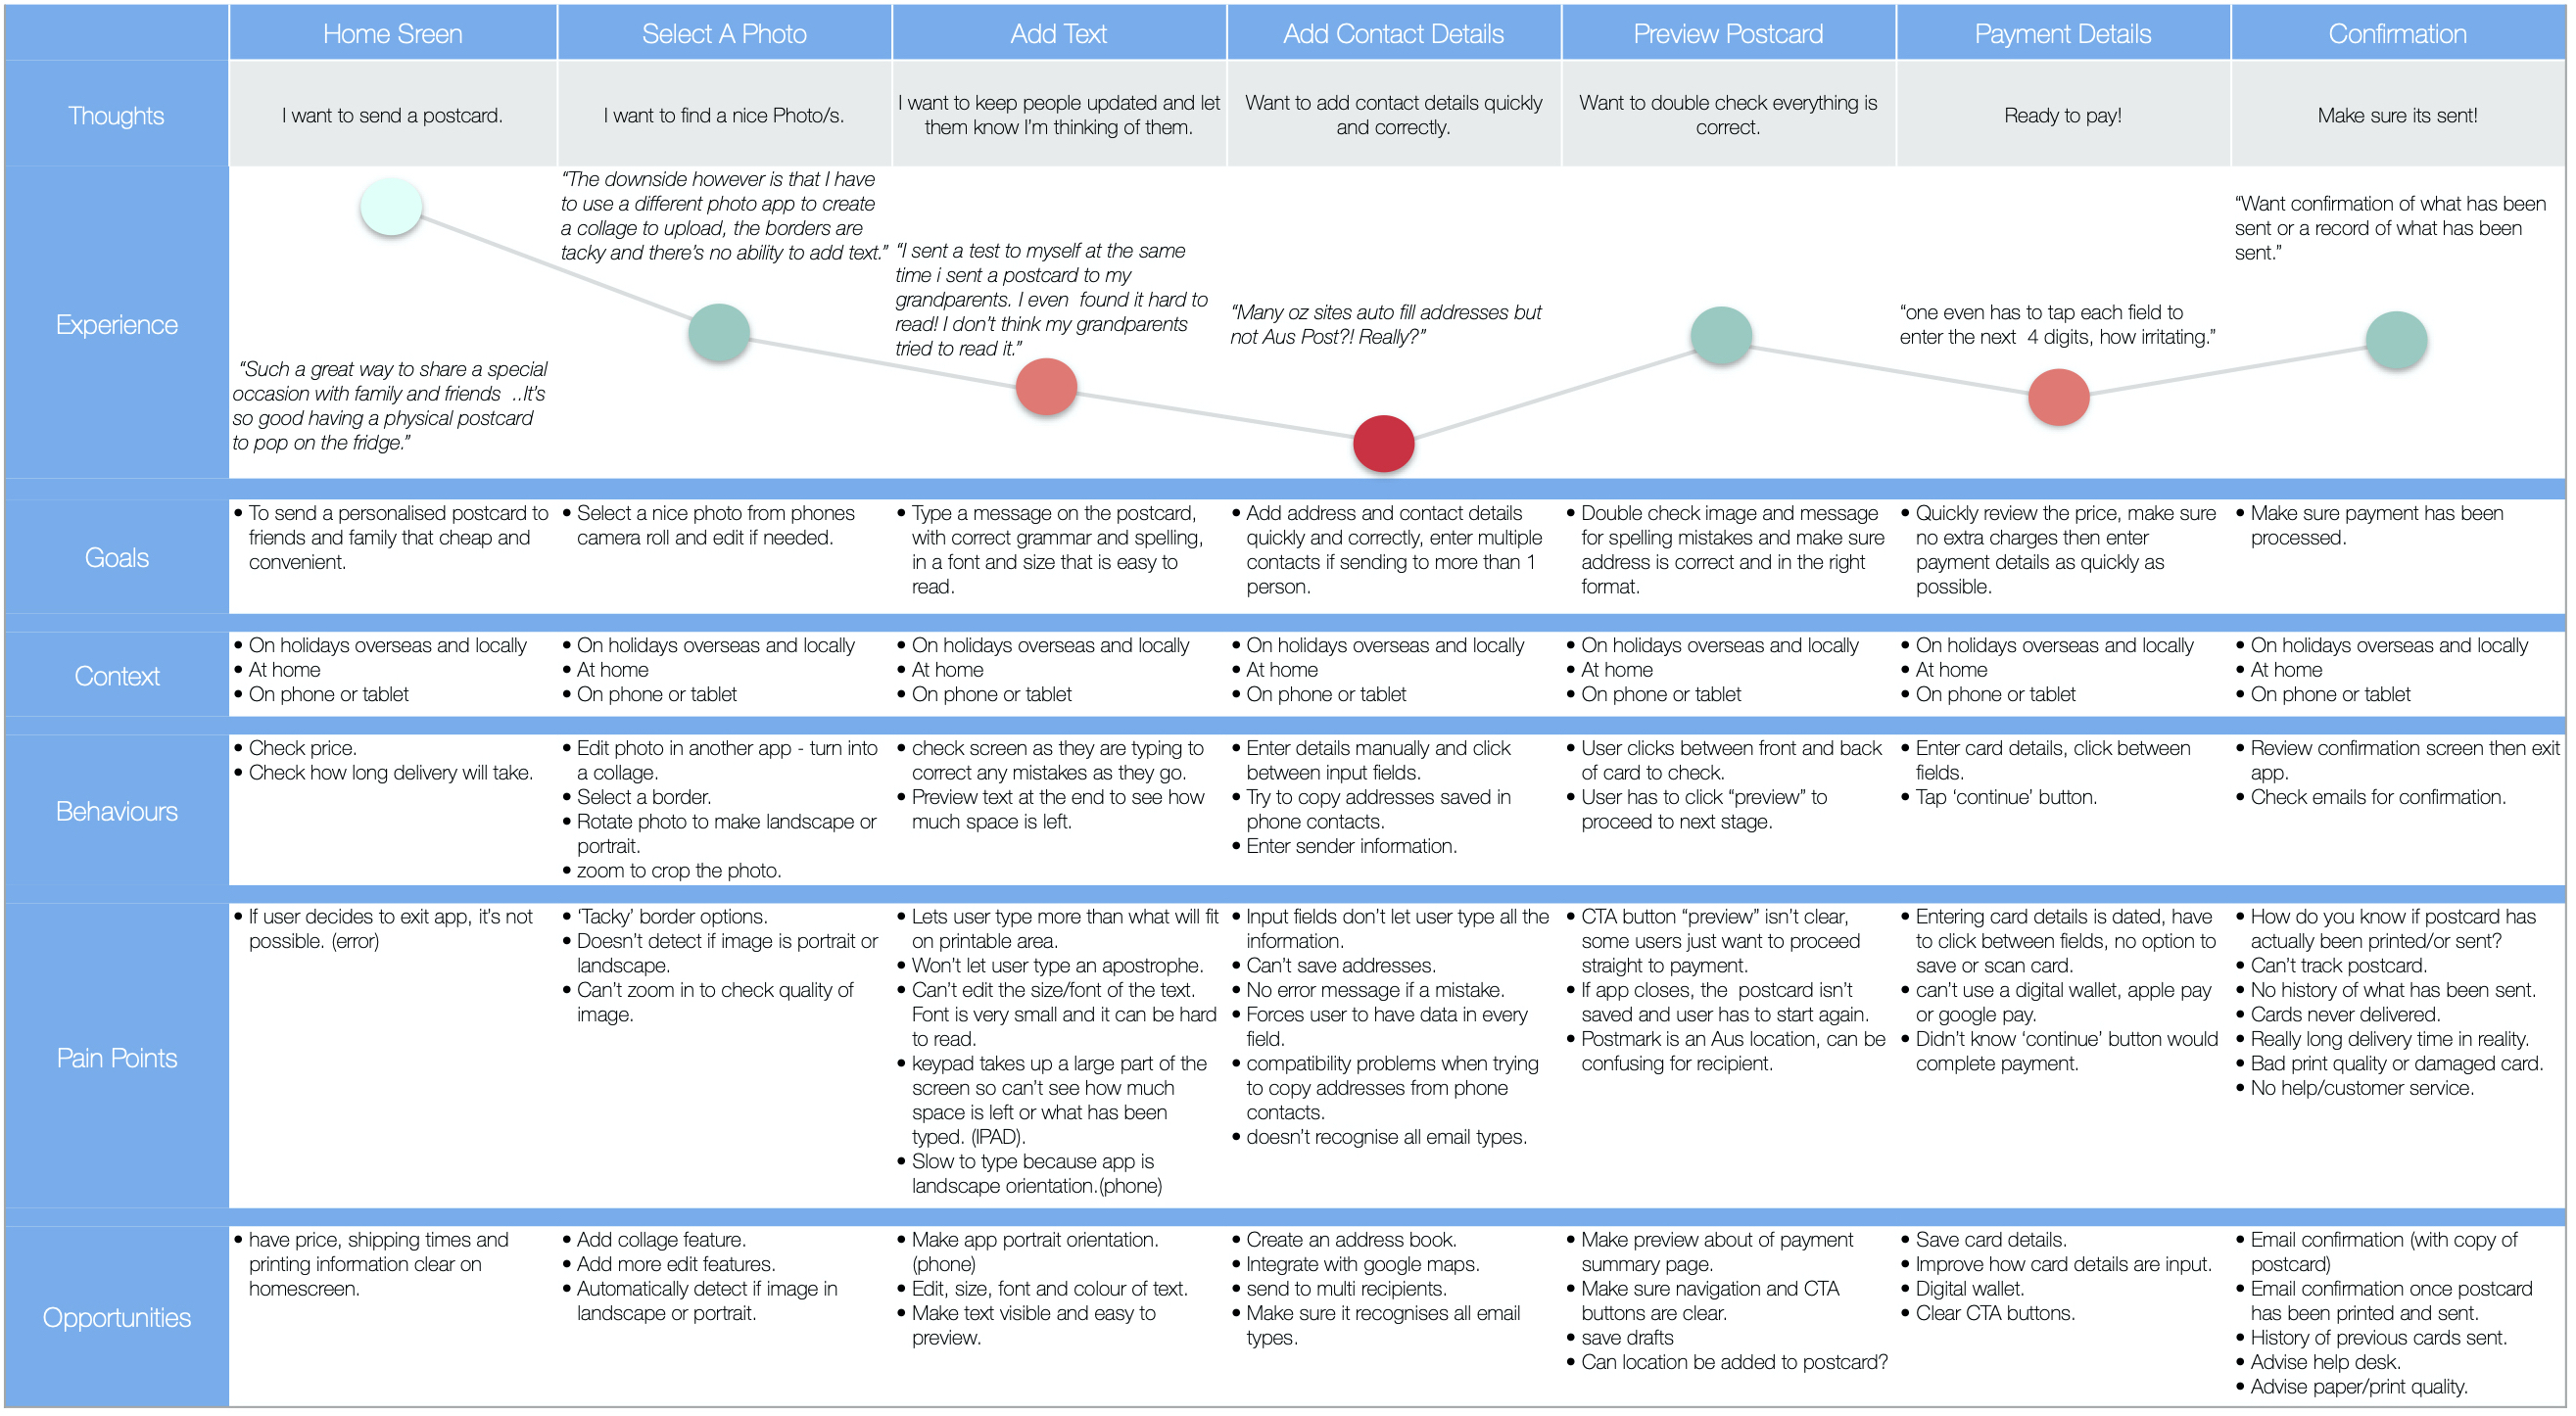 Home Sreen
Select A Photo
Add Text
Add Contact Details
Preview Postcard
Payment Details
Confirmation
Thoughts
I want to send a postcard.
I want to find a nice Photo/s.
I want to keep people updated and let
them know I'm thinking of them.
Want to add contact details quickly
and correctly.
Want to double check everything is
correct.
Ready to pay!
Make sure its sent!
Experience
“Such a great way to share a special
occasion with family and friends ..It’s
so good having a physical postcard
to pop on the fridge.”
“The downside however is that I have
to use a different photo app to create
a collage to upload, the borders are
tacky and there’s no ability to add text.”
“I sent a test to myself at the same
time i sent a postcard to my
grandparents. I even found it hard to
read! I don’t think my grandparents
tried to read it.”
“Many oz sites auto fill addresses but
not Aus Post?! Really?”
“one even has to tap each field to
enter the next 4 digits, how irritating.”
“Want confirmation of what has been
sent or a record of what has been
sent.”
Goals
• To send a personalised postcard to
friends and family that cheap and
convenient.
• Select a nice photo from phones
camera roll and edit if needed.
• Type a message on the postcard,
with correct grammar and spelling,
in a font and size that is easy to
read.
• Add address and contact details
quickly and correctly, enter multiple
contacts if sending to more than 1
person.
• Double check image and message
for spelling mistakes and make sure
address is correct and in the right
format.
• Quickly review the price, make sure
no extra charges then enter
payment details as quickly as
possible.
• Make sure payment has been
processed.
Context
• On holidays overseas and locally
• At home
• On phone or tablet
• On holidays overseas and locally
• At home
• On phone or tablet
• On holidays overseas and locally
• At home
• On phone or tablet
• On holidays overseas and locally
• At home
• On phone or tablet
• On holidays overseas and locally
• At home
• On phone or tablet
• On holidays overseas and locally
• At home
• On phone or tablet
• On holidays overseas and locally
• At home
• On phone or tablet
Behaviours
• Check price.
• Check how long delivery will take.
• Edit photo in another app - turn into
a collage.
• Select a border.
• Rotate photo to make landscape or
portrait.
• zoom to crop the photo.
• check screen as they are typing to
correct any mistakes as they go.
• Preview text at the end to see how
much space is left.
• Enter details manually and click
between input fields.
• Try to copy addresses saved in
phone contacts.
• Enter sender information.
• User clicks between front and back
of card to check.
• User has to click “preview” to
proceed to next stage.
• Enter card details, click between
fields.
• Tap ‘continue’ button.
• Review confirmation screen then exit
app.
• Check emails for confirmation.
Pain Points
• If user decides to exit app, it’s not
possible. (error)
• ‘Tacky’ border options.
• Doesn’t detect if image is portrait or
landscape.
• Can’t zoom in to check quality of
image.
• Lets user type more than what will fit
on printable area.
• Won’t let user type an apostrophe.
• Can’t edit the size/font of the text.
Font is very small and it can be hard
to read.
• keypad takes up a large part of the
screen so can’t see how much
space is left or what has been
typed. (IPAD).
• Slow to type because app is
landscape orientation.(phone)
• Input fields don’t let user type all the
information.
• Can’t save addresses.
• No error message if a mistake.
• Forces user to have data in every
field.
• compatibility problems when trying
to copy addresses from phone
contacts.
• doesn’t recognise all email types.
• CTA button “preview” isn’t clear,
some users just want to proceed
straight to payment.
• If app closes, the postcard isn’t
saved and user has to start again.
• Postmark is an Aus location, can be
confusing for recipient.
• Entering card details is dated, have
to click between fields, no option to
save or scan card.
• can’t use a digital wallet, apple pay
or google pay.
• Didn’t know ‘continue’ button would
complete payment.
• How do you know if postcard has
actually been printed/or sent?
• Can’t track postcard.
• No history of what has been sent.
• Cards never delivered.
• Really long delivery time in reality.
• Bad print quality or damaged card.
• No help/customer service.
Opportunities
• have price, shipping times and
printing information clear on
homescreen.
• Add collage feature.
• Add more edit features.
• Automatically detect if image in
landscape or portrait.
• Make app portrait orientation.
(phone)
• Edit, size, font and colour of text.
• Make text visible and easy to
preview.
• Create an address book.
• Integrate with google maps.
• send to multi recipients.
• Make sure it recognises all email
types.
• Make preview about of payment
summary page.
• Make sure navigation and CTA
buttons are clear.
• save drafts
• Can location be added to postcard?
• Save card details.
• Improve how card details are input.
• Digital wallet.
• Clear CTA buttons.
• Email confirmation (with copy of
postcard)
• Email confirmation once postcard
has been printed and sent.
• History of previous cards sent.
• Advise help desk.
• Advise paper/print quality.